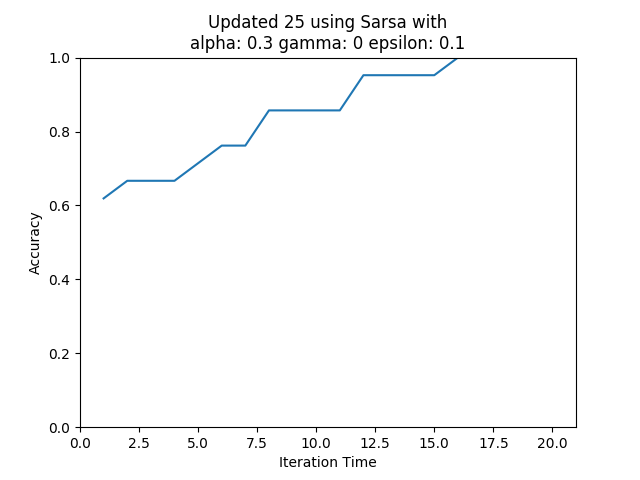 Updated 25 using Sarsa with
alpha: 0.3 gamma: 0 epsilon: 0.1
1.0
0.8
0.6
0.4
0.2
0.0
Accuracy
0.0 2.5 5.0 7.5 10.0 12.5 15.0 17.5 20.0
Iteration Time